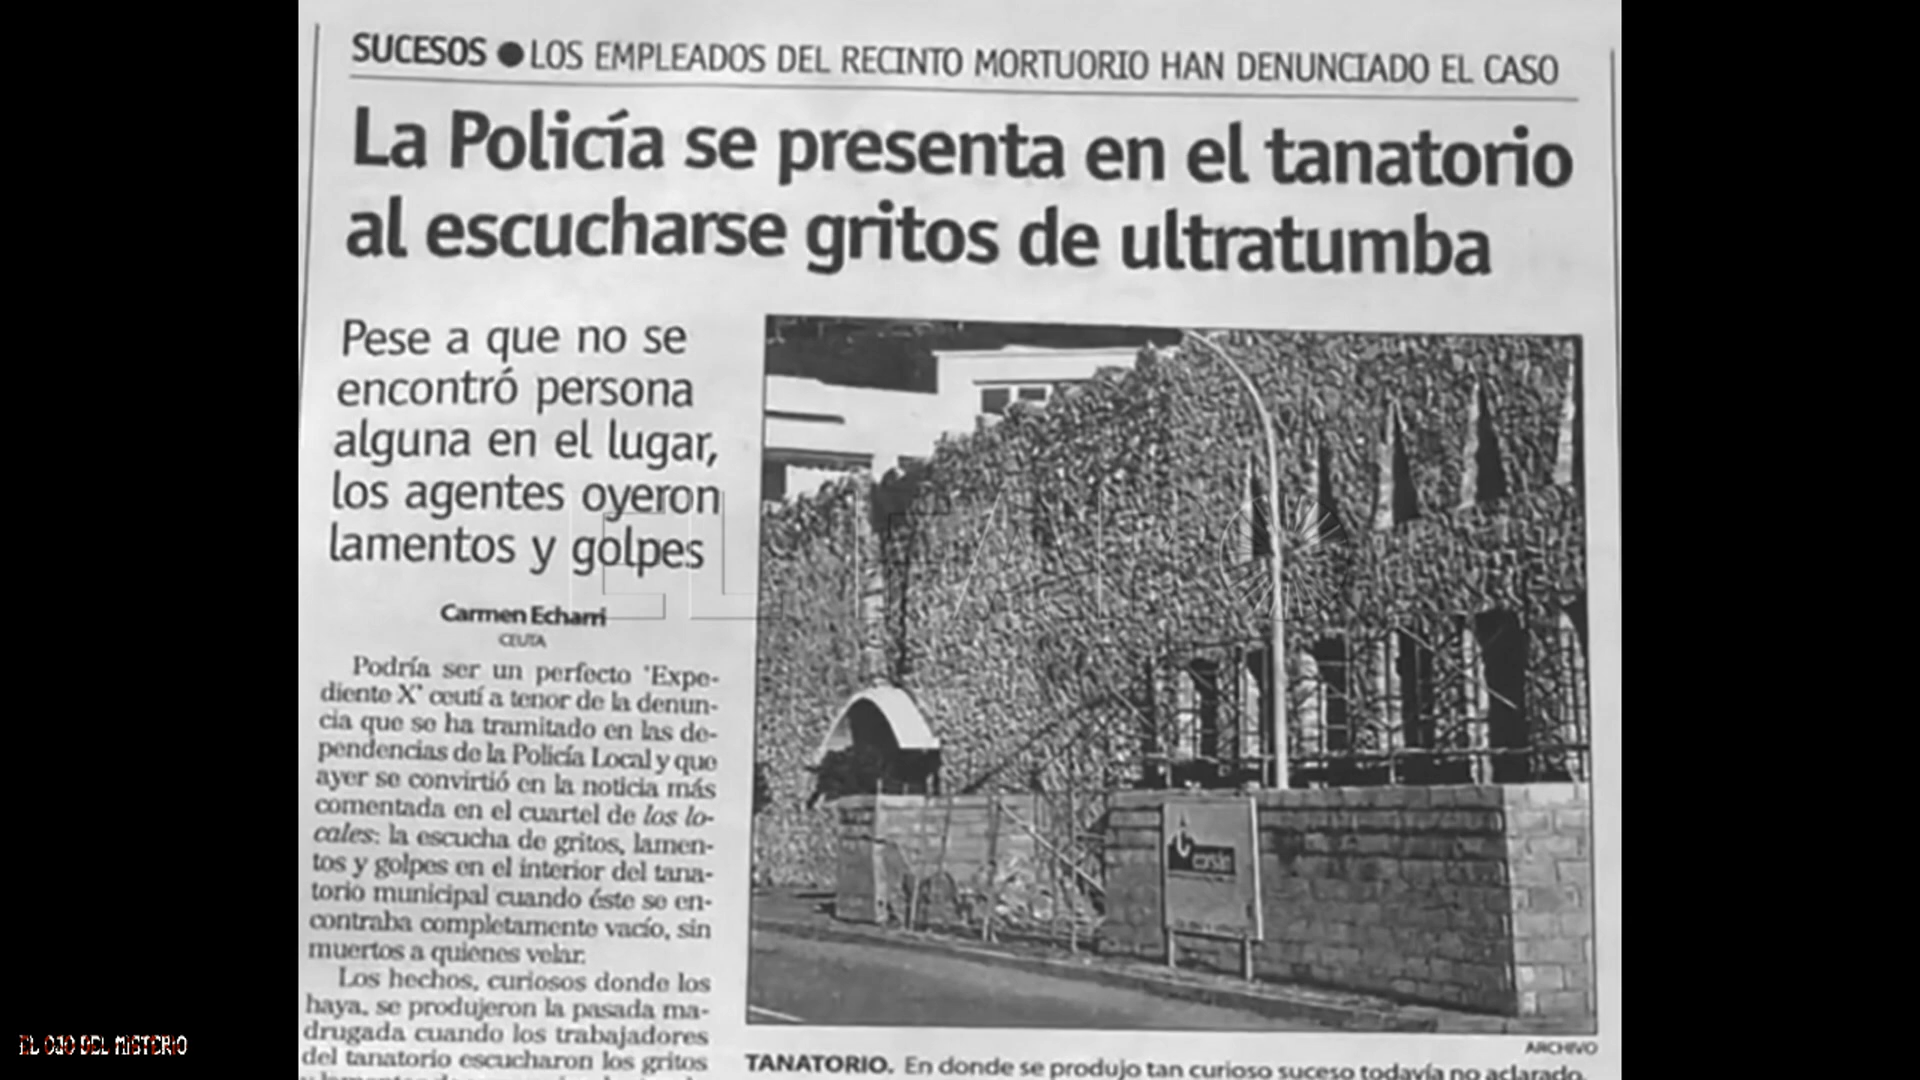 SUCESOS ● LOS EMPLEADOS DEL RECINTO MORTUORIO HAN DENUNCIADO EL CASO
La Policía se presenta en el tanatorio
al escucharse gritos de ultratumba
Pese a que no se
encontró persona
alguna en el lugar,
los agentes oyeron
lamentos y golpes
Carmen Echarri
CEUTA
Podría ser un perfecto 'Expe-
diente X' ceutí a tenor de la denun-
cia que se ha tramitado en las de-
pendencias de la Policía Local y que
ayer se convirtió en la noticia más
comentada en el cuartel de los lo-
cales: la escucha de gritos, lamen-
tos y golpes en el interior del tana-
torio municipal cuando éste se en-
contraba completamente vacío, sin
muertos a quienes velar.
Los hechos, curiosos donde los
haya, se produjeron la pasada ma-
drugada cuando los trabajadores
del tanatorio escucharon los gritos
ARCHIVO
TANATORIO. En donde se produjo tan curioso suceso todavía no aclarado.
EL FARO
EL OJO DEL MISTERIO